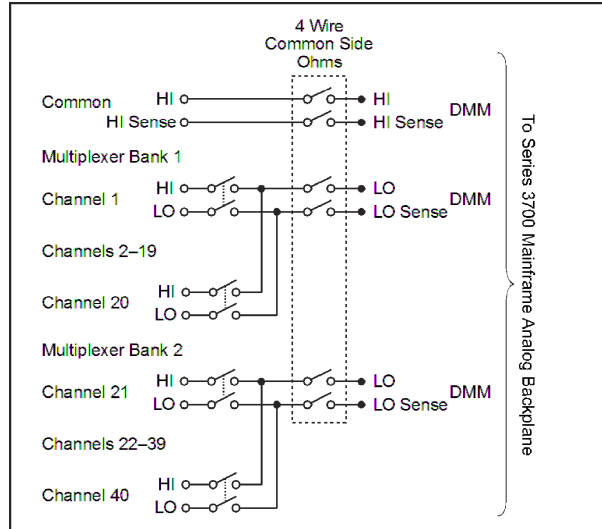 4 Wire
Common Side
Ohms
Common HI HI DMM
HI Sense HI Sense
Multiplexer Bank 1
Channel 1 HI LO DMM
LO LO Sense
Channels 2–19
Channel 20 HI
LO
Multiplexer Bank 2
Channel 21 HI LO DMM
LO LO Sense
Channels 22–39
Channel 40 HI
LO
To Series 3700 Mainframe Analog Backplane